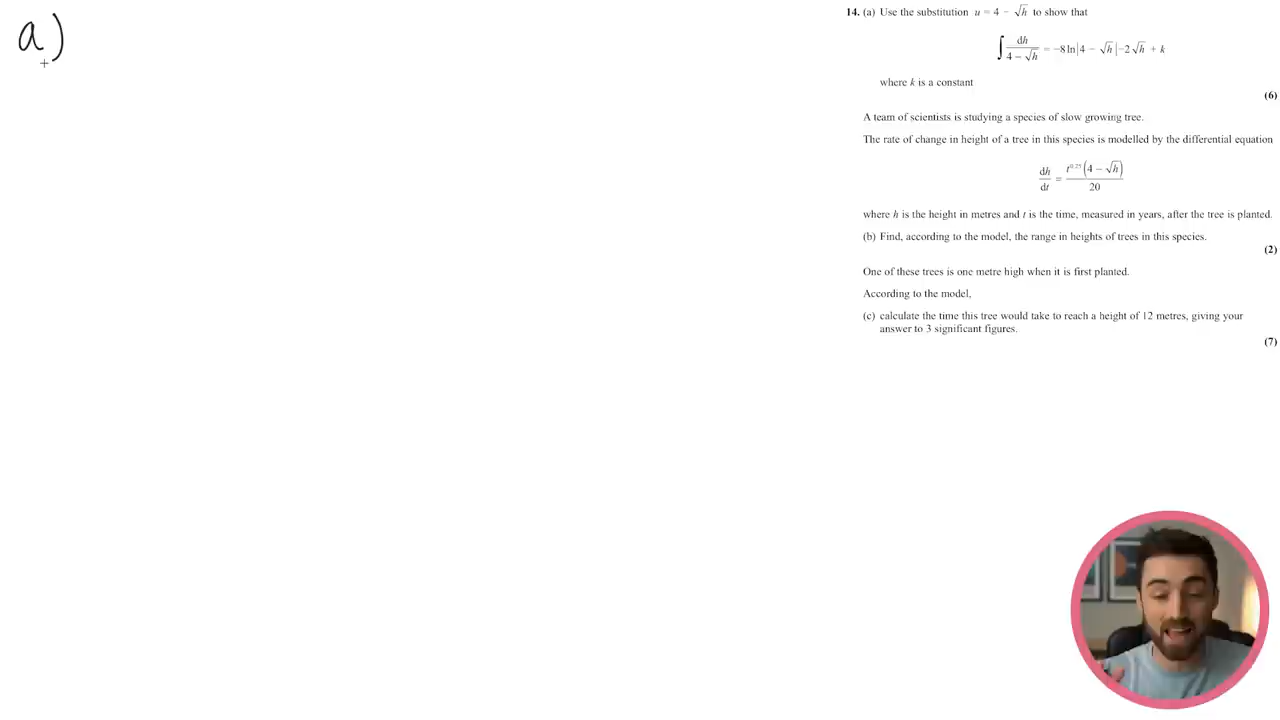 a)
14. (a) Use the substitution u = 4 − √h to show that
∫ dh/(4 − √h) = −8 ln|4 − √h| −2√h + k
where k is a constant
(6)
A team of scientists is studying a species of slow growing tree.
The rate of change in height of a tree in this species is modelled by the differential equation
dh/dt = t^0.25(4 − √h)/20
where h is the height in metres and t is the time, measured in years, after the tree is planted.
(b) Find, according to the model, the range in heights of trees in this species.
(2)
One of these trees is one metre high when it is first planted.
According to the model,
(c) calculate the time this tree would take to reach a height of 12 metres, giving your
answer to 3 significant figures.
(7)